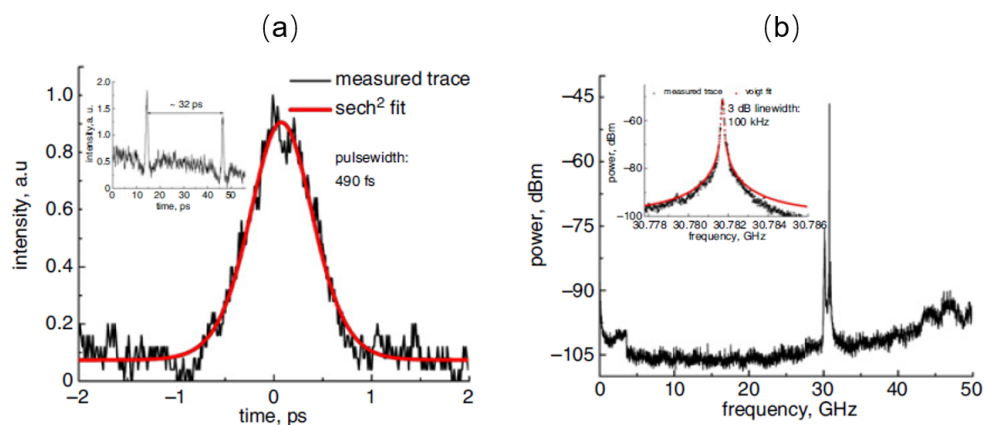 (a)
measured trace
sech² fit
pulsewidth:
490 fs
intensity, a.u
1.0
0.8
0.6
0.4
0.2
0
−2
−1
0
1
2
time, ps
2.0
1.5
1.0
0.5
0.0
intensity, a. u.
~ 32 ps
0 10 20 30 40 50
time, ps
(b)
power, dBm
−45
−60
−75
−90
−105
0
10
20
30
40
50
frequency, GHz
measured trace
voigt fit
3 dB linewidth:
100 kHz
power, dBm
−60
−80
−100
30.778 30.780 30.782 30.784 30.786
frequency, GHz